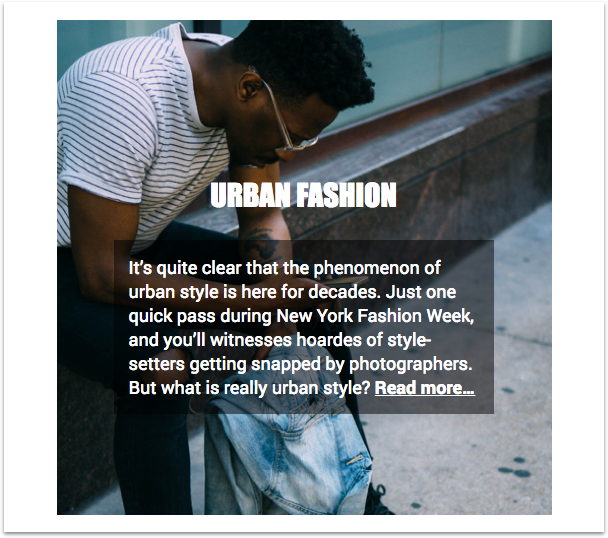 URBAN FASHION
It’s quite clear that the phenomenon of
urban style is here for decades. Just one
quick pass during New York Fashion Week,
and you’ll witnesses hoardes of style-
setters getting snapped by photographers.
But what is really urban style? Read more...